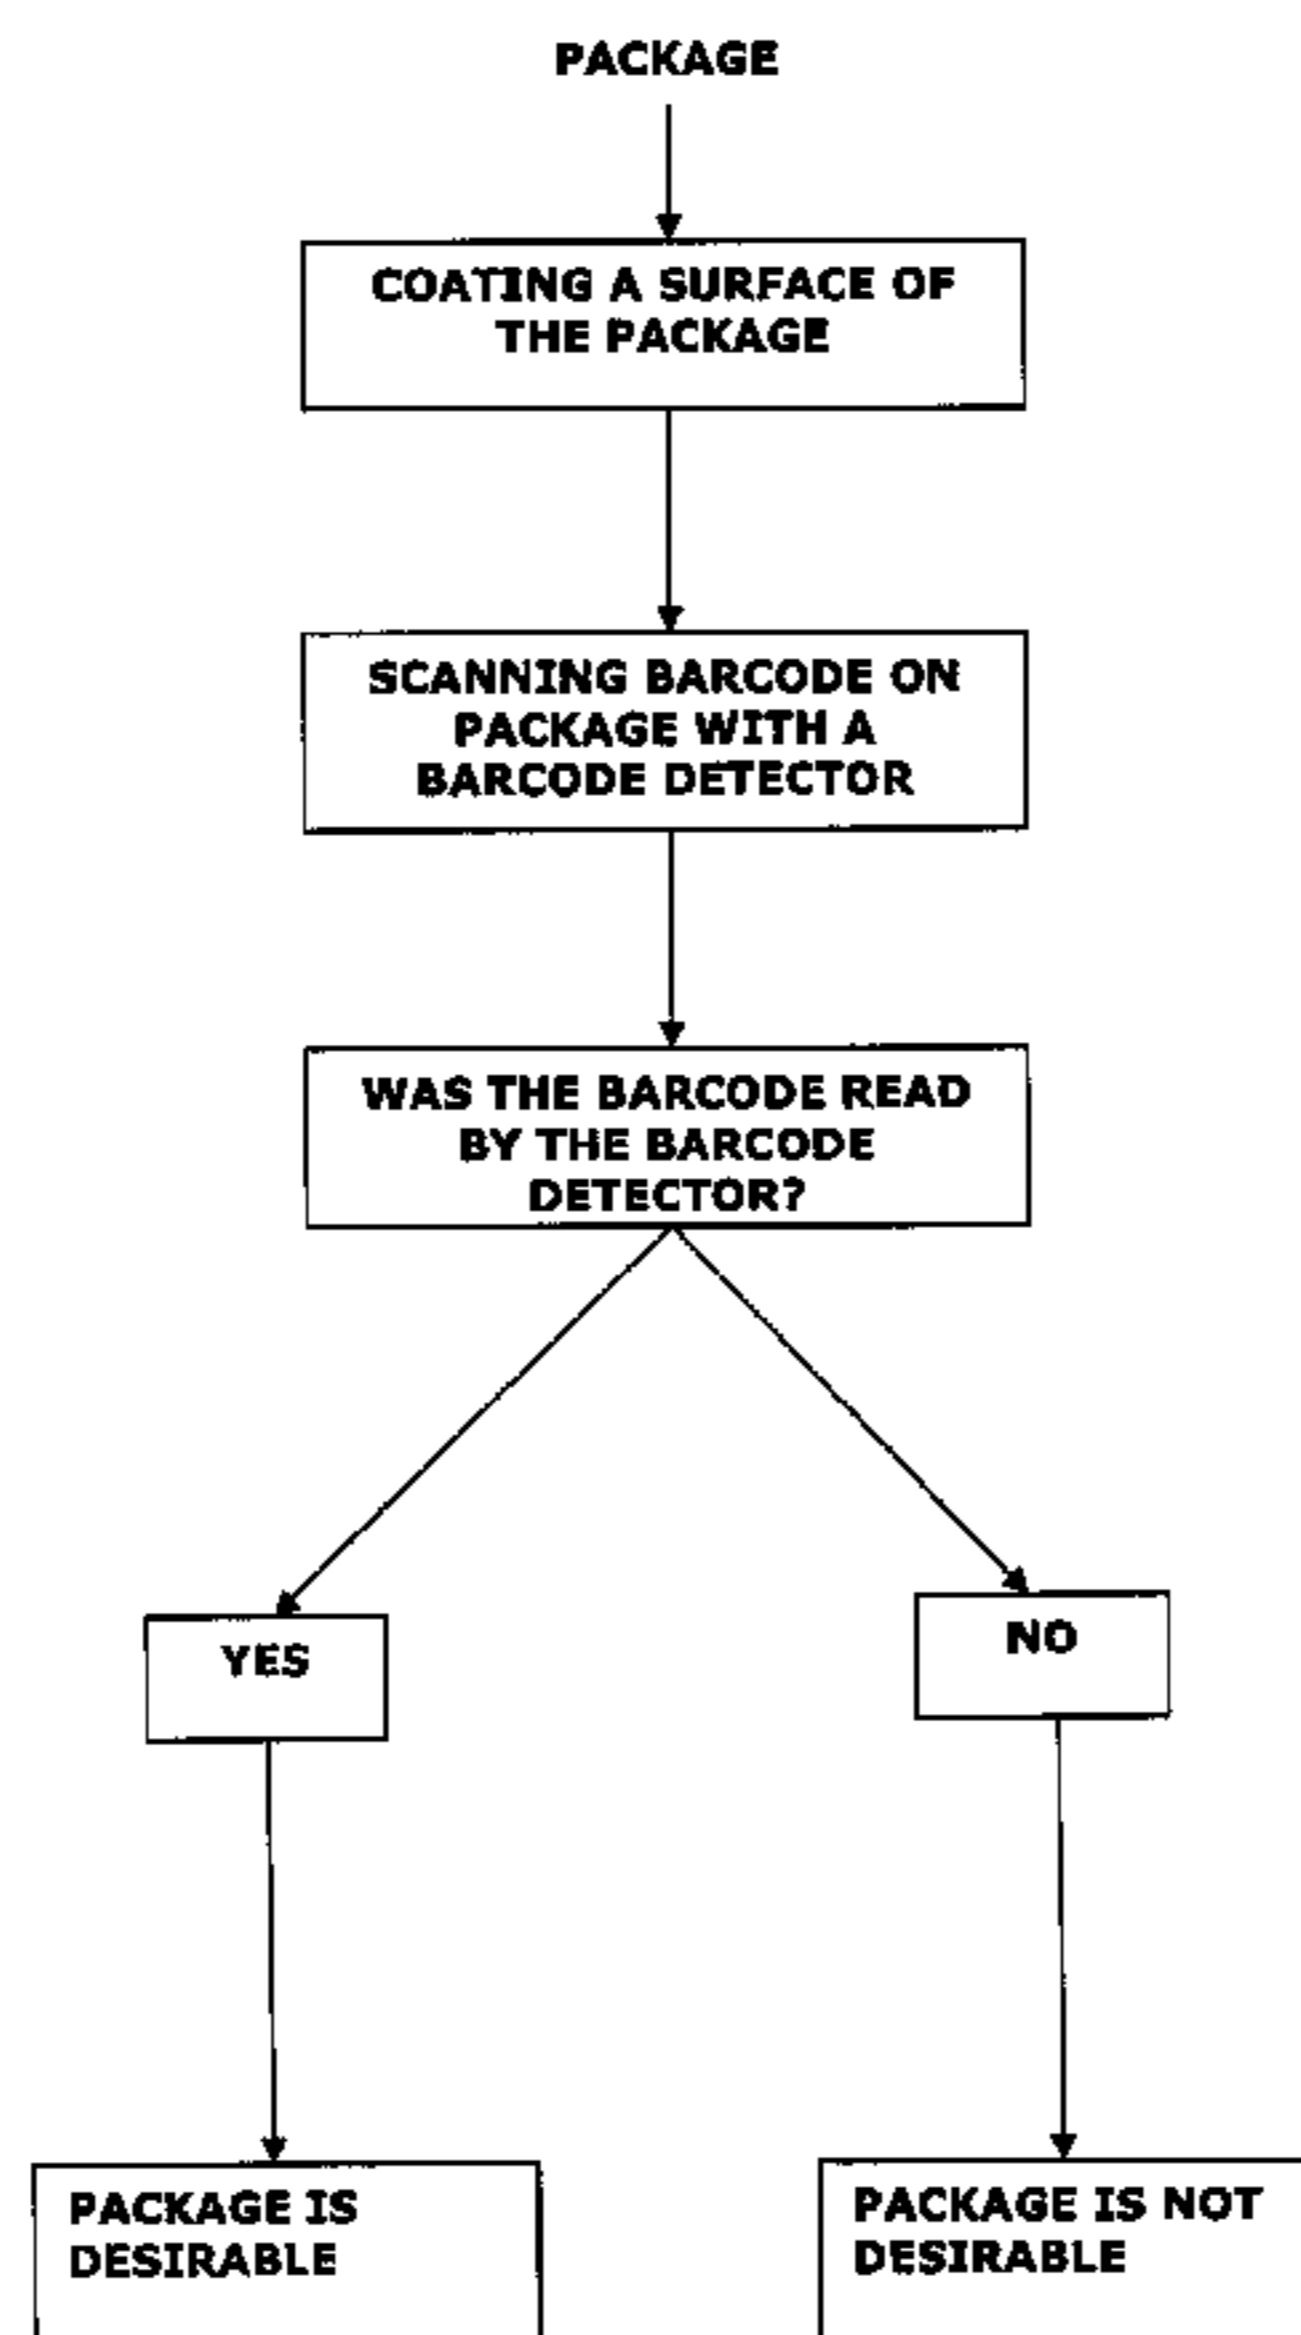 PACKAGE
COATING A SURFACE OF
THE PACKAGE
SCANNING BARCODE ON
PACKAGE WITH A
BARCODE DETECTOR
WAS THE BARCODE READ
BY THE BARCODE
DETECTOR?
YES
NO
PACKAGE IS
DESIRABLE
PACKAGE IS NOT
DESIRABLE